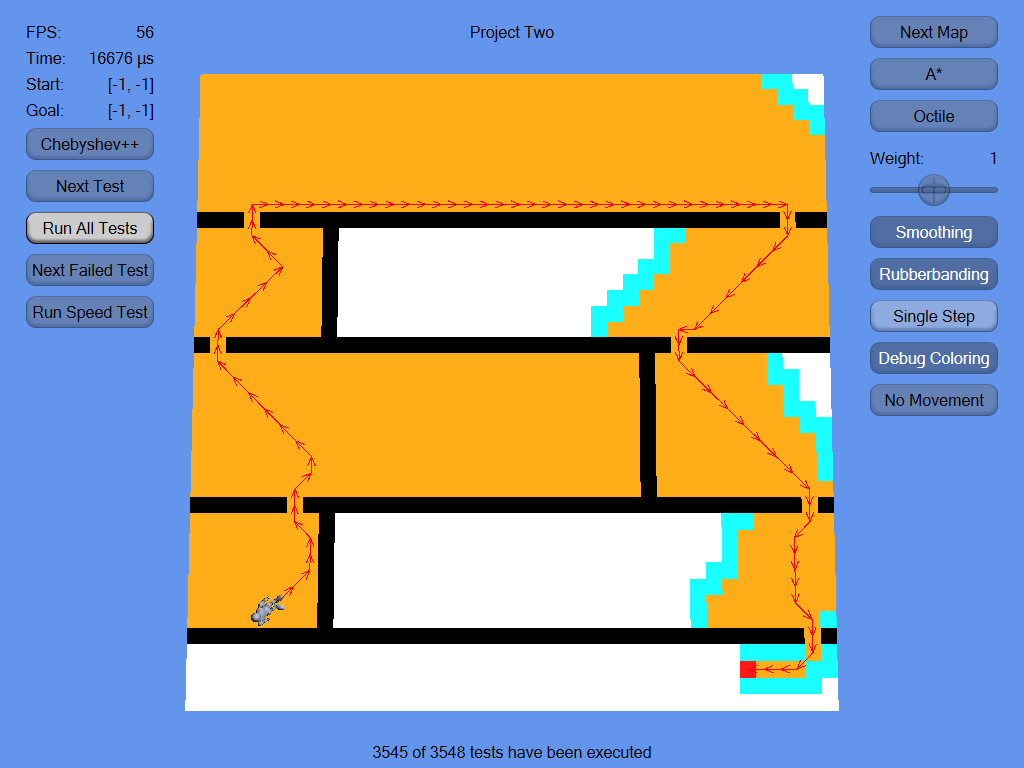 FPS: 56
Time: 16676 µs
Start: [-1, -1]
Goal: [-1, -1]
Chebyshev++
Next Test
Run All Tests
Next Failed Test
Run Speed Test
Project Two
Next Map
A*
Octile
Weight: 1
Smoothing
Rubberbanding
Single Step
Debug Coloring
No Movement
3545 of 3548 tests have been executed